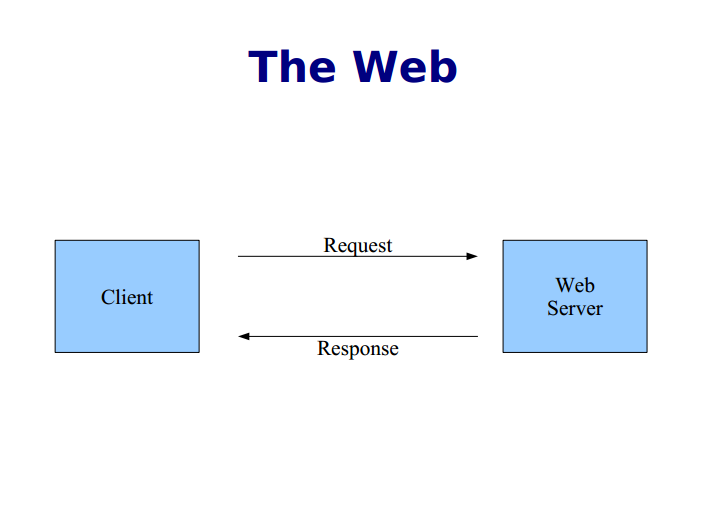 The Web
Request
Client
Web
Server
Response